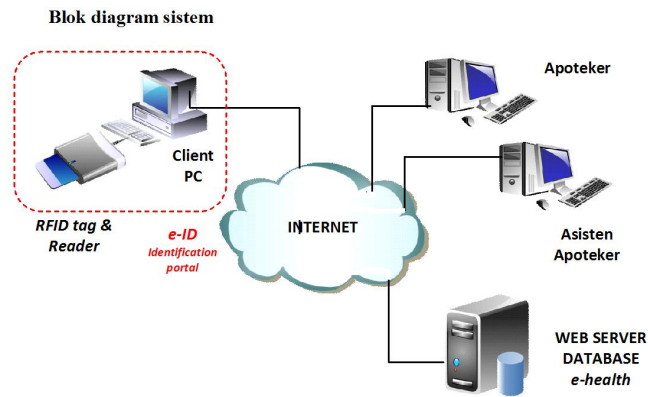 Blok diagram sistem
Client
PC
RFID tag &
Reader
e-ID
Identification
portal
INTERNET
Apoteker
Asisten
Apoteker
WEB SERVER
DATABASE
e-health